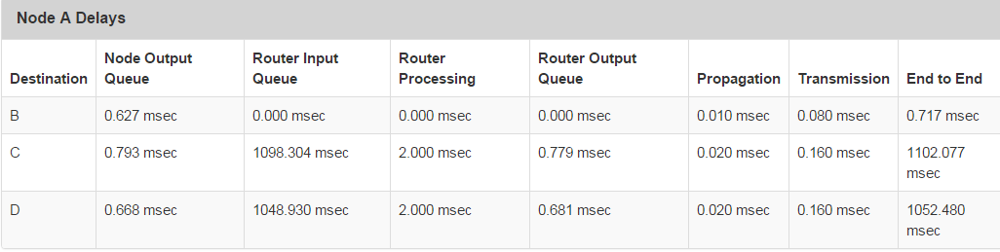 Node A Delays
Destination Node Output Queue Router Input Queue Router Processing Router Output Queue Propagation Transmission End to End
B 0.627 msec 0.000 msec 0.000 msec 0.000 msec 0.010 msec 0.080 msec 0.717 msec
C 0.793 msec 1098.304 msec 2.000 msec 0.779 msec 0.020 msec 0.160 msec 1102.077 msec
D 0.668 msec 1048.930 msec 2.000 msec 0.681 msec 0.020 msec 0.160 msec 1052.480 msec